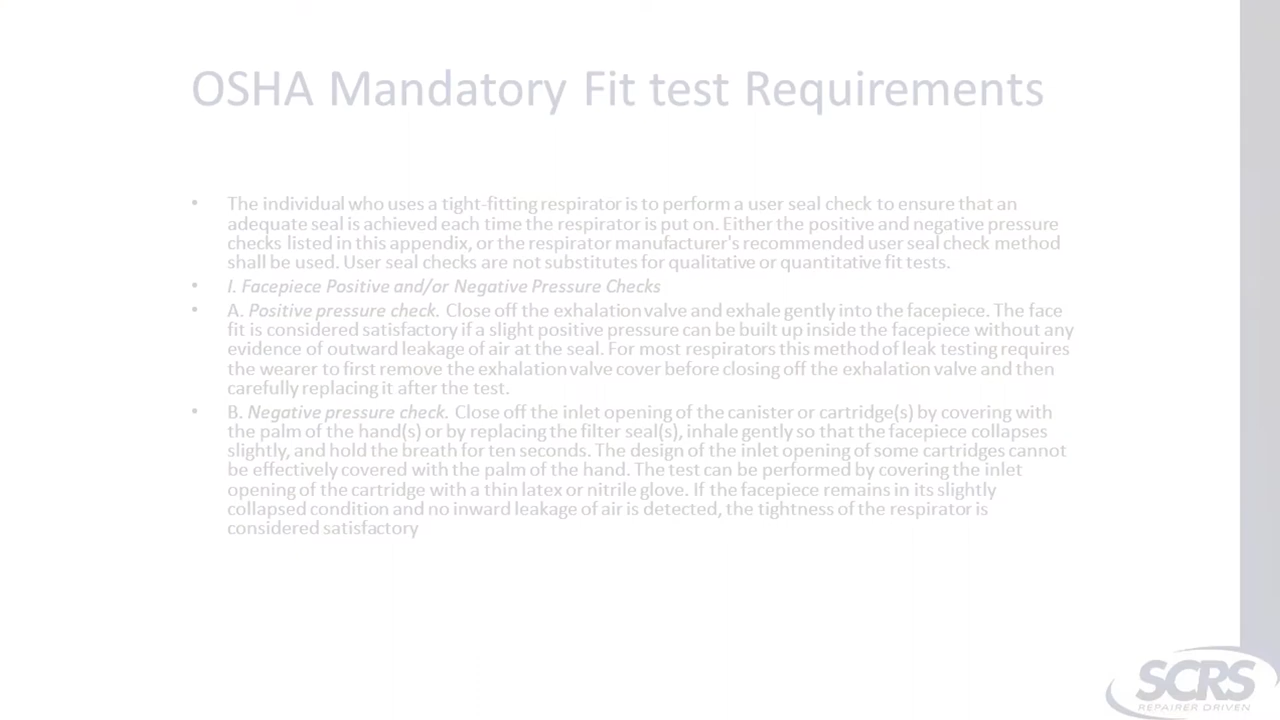 OSHA Mandatory Fit test Requirements
• The individual who uses a tight-fitting respirator is to perform a user seal check to ensure that an
adequate seal is achieved each time the respirator is put on. Either the positive and negative pressure
checks listed in this appendix, or the respirator manufacturer's recommended user seal check method
shall be used. User seal checks are not substitutes for qualitative or quantitative fit tests.
• I. Facepiece Positive and/or Negative Pressure Checks
• A. Positive pressure check. Close off the exhalation valve and exhale gently into the facepiece. The face
fit is considered satisfactory if a slight positive pressure can be built up inside the facepiece without any
evidence of outward leakage of air at the seal. For most respirators this method of leak testing requires
the wearer to first remove the exhalation valve cover before closing off the exhalation valve and then
carefully replacing it after the test.
• B. Negative pressure check. Close off the inlet opening of the canister or cartridge(s) by covering with
the palm of the hand(s) or by replacing the filter seal(s), inhale gently so that the facepiece collapses
slightly, and hold the breath for ten seconds. The design of the inlet opening of some cartridges cannot
be effectively covered with the palm of the hand. The test can be performed by covering the inlet
opening of the cartridge with a thin latex or nitrile glove. If the facepiece remains in its slightly
collapsed condition and no inward leakage of air is detected, the tightness of the respirator is
considered satisfactory
SCRS
REPAIRER DRIVEN